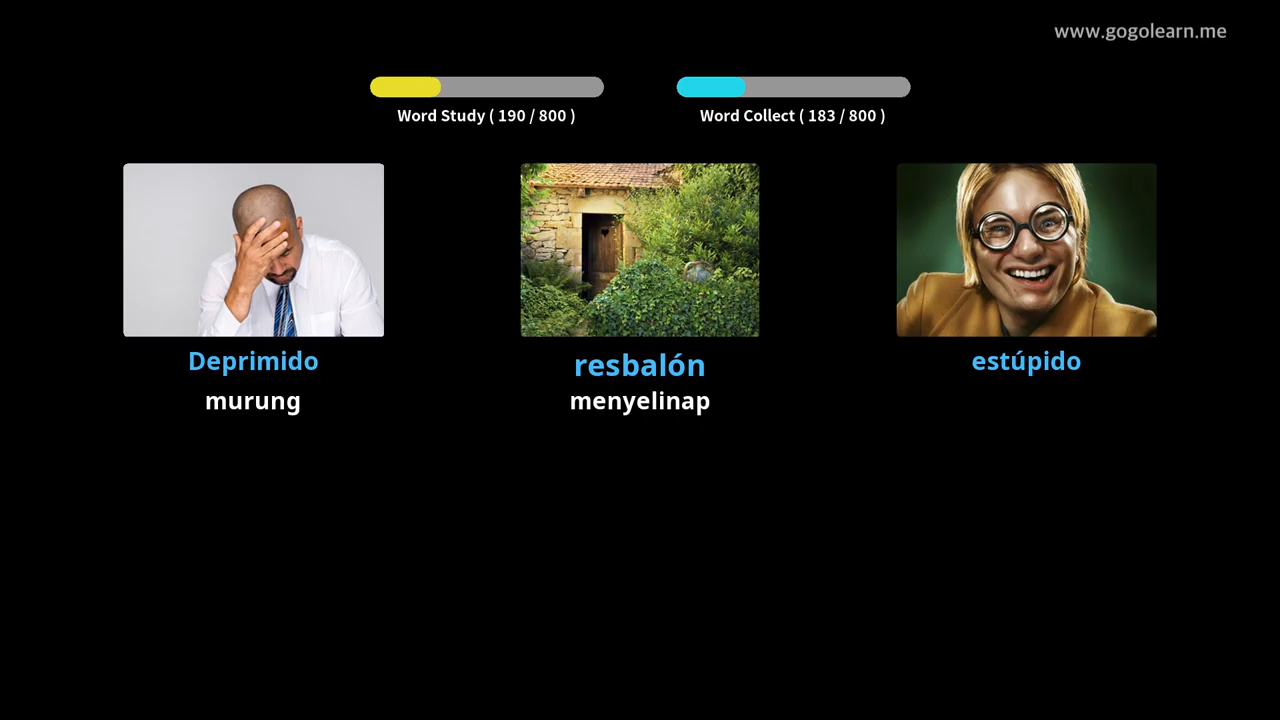 www.gogolearn.me
Word Study ( 190 / 800 )
Word Collect ( 183 / 800 )
Deprimido
murung
resbalón
menyelinap
estúpido